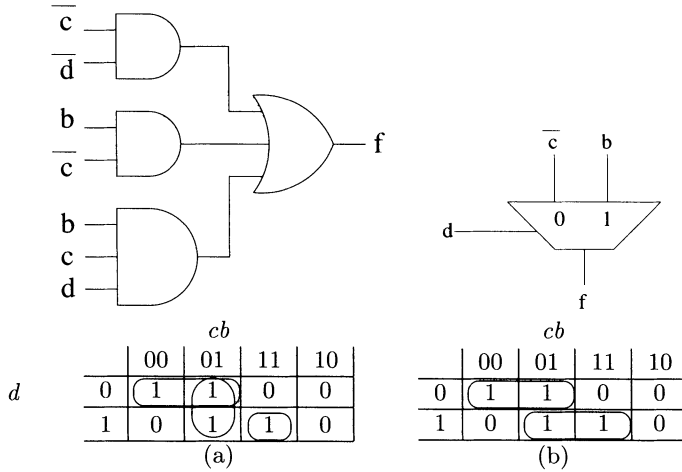 c̅
d̅
b
c̅
b
c
d
f
c̅ b
0 1
d
f
cb
00 01 11 10
d 0 1 1 0 0
1 0 1 1 0
(a)
cb
00 01 11 10
0 1 1 0 0
1 0 1 1 0
(b)